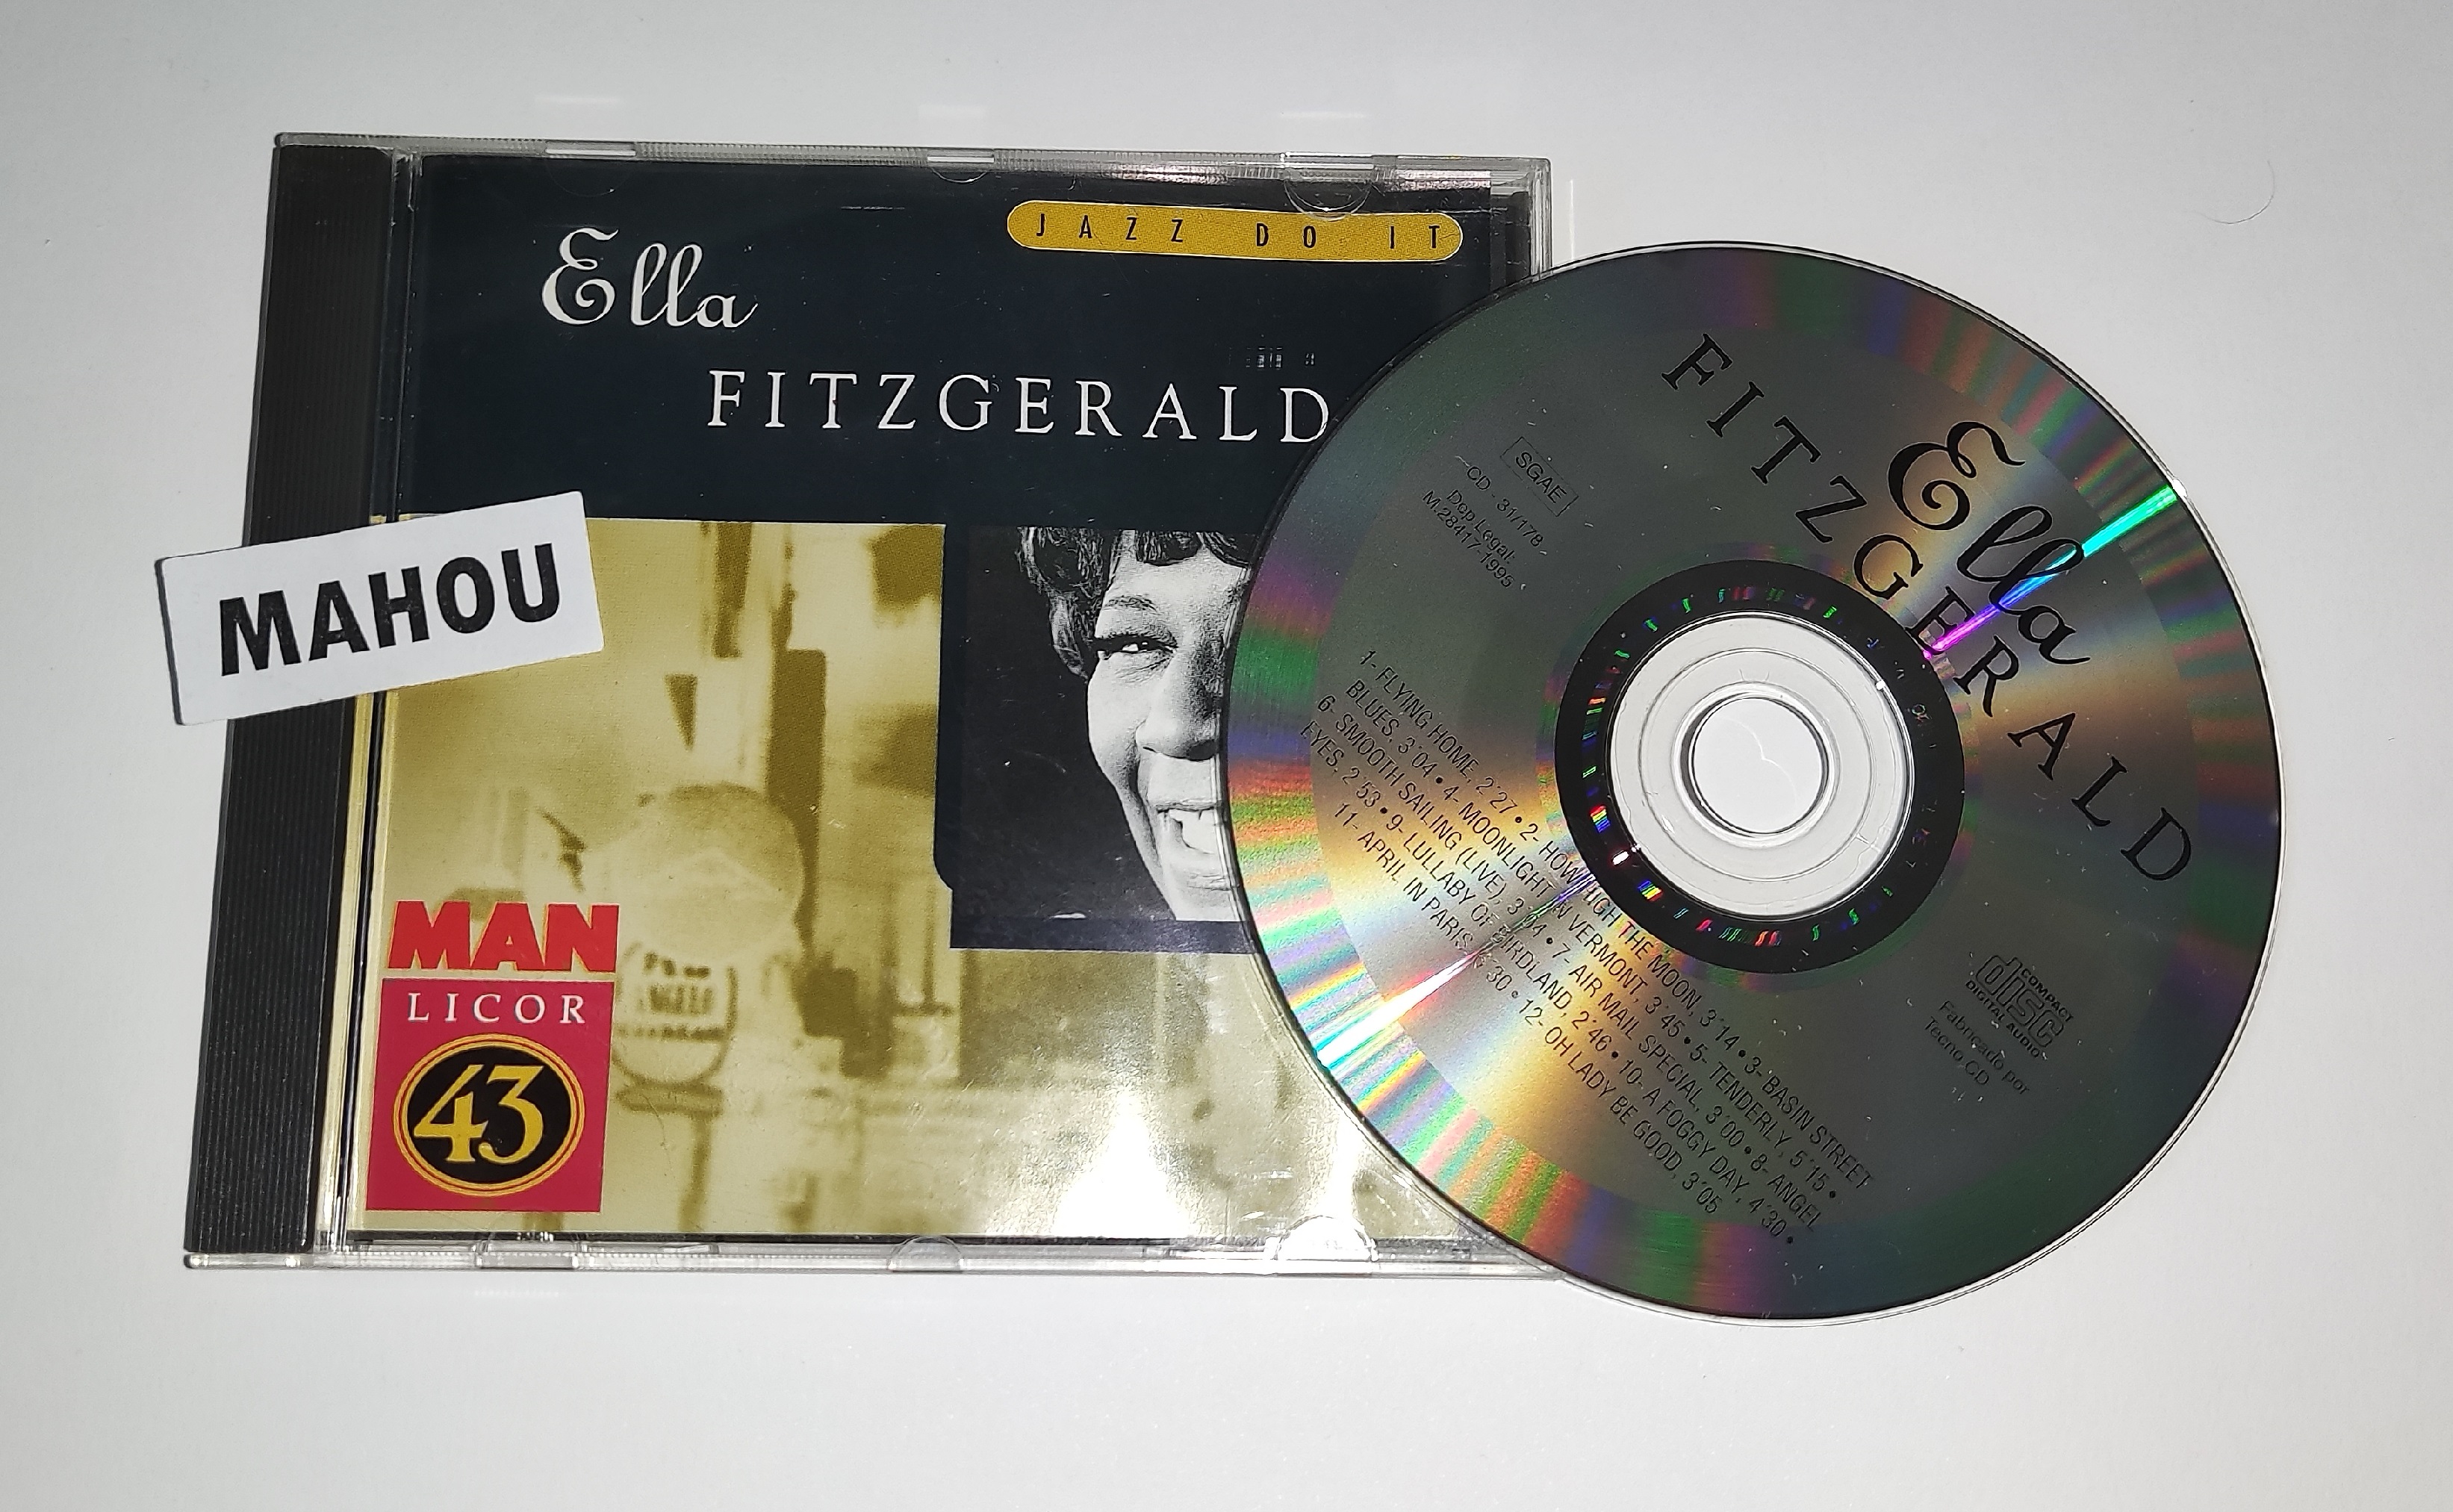 JAZZ DO IT
Ella
FITZGERALD
MAHOU
MAN
LICOR
43
Ella
FITZGERALD
SGAE
CD - 31/178
Dep Legal:
M.28417-1995
1- FLYING HOME, 2´27 • 2- HOW HIGH THE MOON, 3´14 • 3- BASIN STREET
BLUES, 3´04 • 4- MOONLIGHT IN VERMONT, 3´45 • 5- TENDERLY, 5´15 •
6- SMOOTH SAILING (LIVE), 3´04 • 7- AIR MAIL SPECIAL, 3´00 • 8- ANGEL
EYES, 2´53 • 9- LULLABY OF BIRDLAND, 2´46 • 10- A FOGGY DAY, 4´30 •
11- APRIL IN PARIS, 30 • 12- OH LADY BE GOOD, 3´05
COMPACT
disc
DIGITAL AUDIO
Fabricado por
Tecno CD